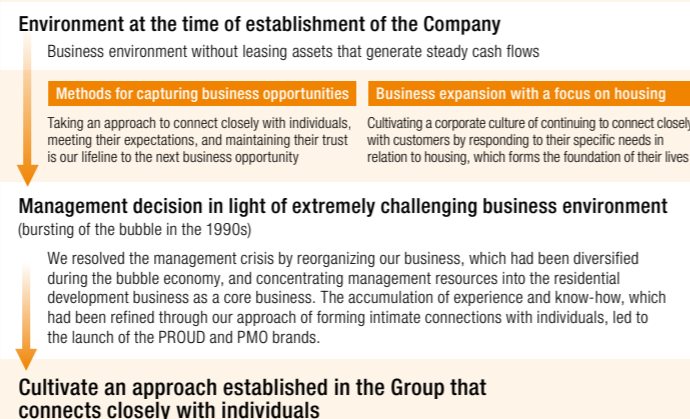 Environment at the time of establishment of the Company
Business environment without leasing assets that generate steady cash flows
Methods for capturing business opportunities
Taking an approach to connect closely with individuals,
meeting their expectations, and maintaining their trust
is our lifeline to the next business opportunity
Business expansion with a focus on housing
Cultivating a corporate culture of continuing to connect closely
with customers by responding to their specific needs in
relation to housing, which forms the foundation of their lives
Management decision in light of extremely challenging business environment
(bursting of the bubble in the 1990s)
We resolved the management crisis by reorganizing our business, which had been diversified
during the bubble economy, and concentrating management resources into the residential
development business as a core business. The accumulation of experience and know-how, which
had been refined through our approach of forming intimate connections with individuals, led to
the launch of the PROUD and PMO brands.
Cultivate an approach established in the Group that
connects closely with individuals